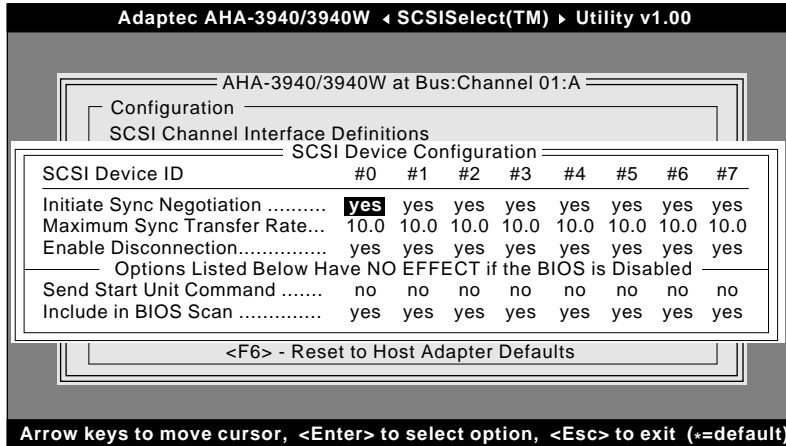 Adaptec AHA-3940/3940W ◂ SCSISelect(TM) ▸ Utility v1.00
AHA-3940/3940W at Bus:Channel 01:A
Configuration
SCSI Channel Interface Definitions
SCSI Device Configuration
SCSI Device ID #0 #1 #2 #3 #4 #5 #6 #7
Initiate Sync Negotiation .......... yes yes yes yes yes yes yes yes
Maximum Sync Transfer Rate... 10.0 10.0 10.0 10.0 10.0 10.0 10.0 10.0
Enable Disconnection............... yes yes yes yes yes yes yes yes
Options Listed Below Have NO EFFECT if the BIOS is Disabled
Send Start Unit Command ....... no no no no no no no no
Include in BIOS Scan .............. yes yes yes yes yes yes yes yes
<F6> - Reset to Host Adapter Defaults
Arrow keys to move cursor, <Enter> to select option, <Esc> to exit (*=default)